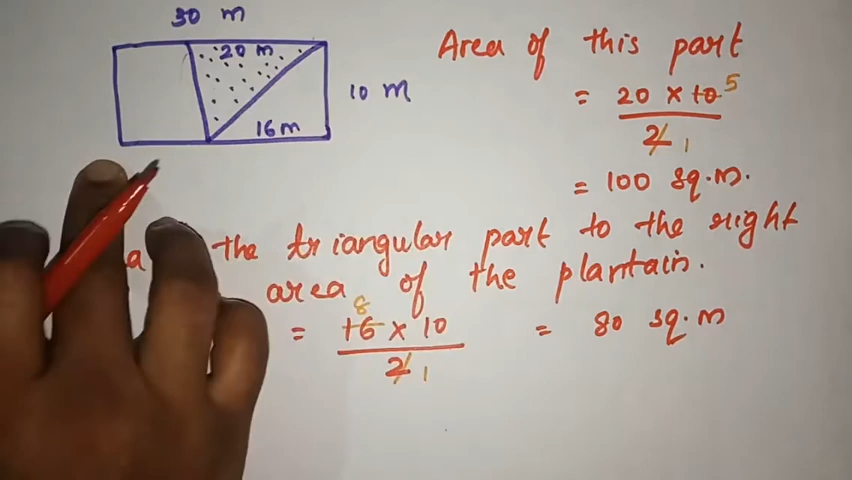 30 m
20 m
10 m
16 m
Area of this part
= 20 × 10 5
2 1
= 100 sq.m.
a the triangular part to the right
area of the plantain.
8
= 16 × 10 = 80 sq.m
2 1